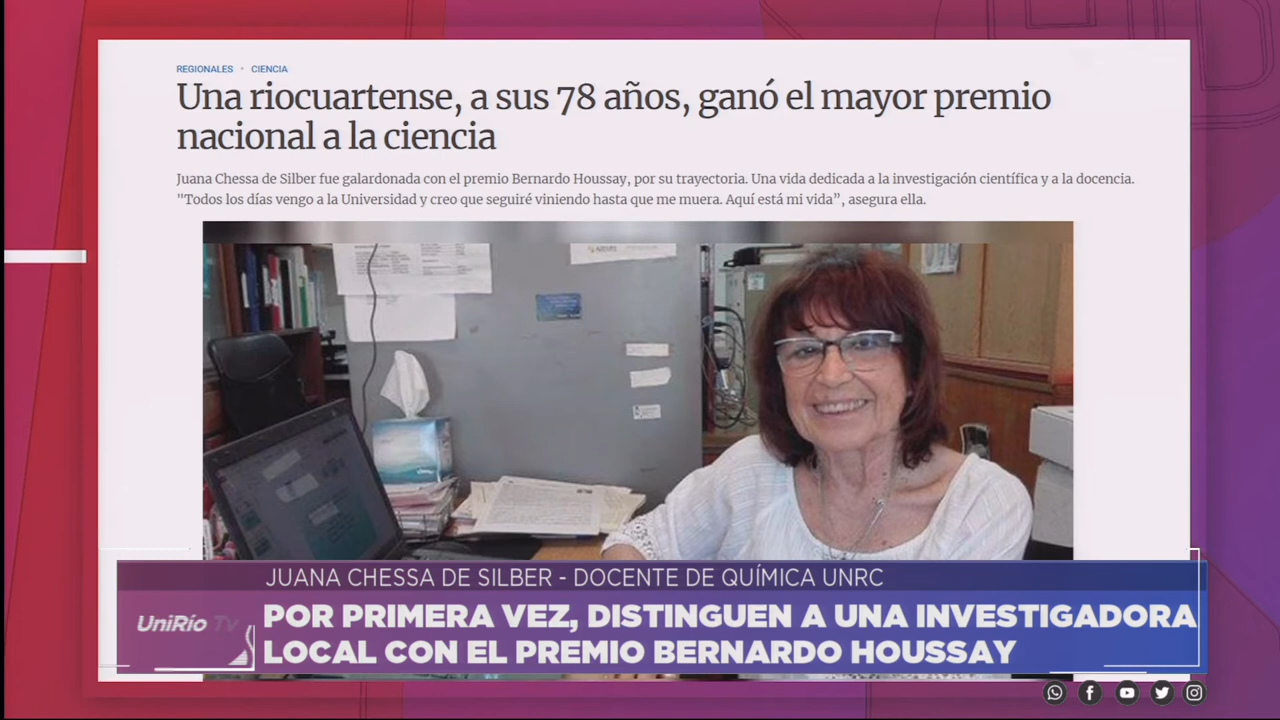 REGIONALES • CIENCIA
Una riocuartense, a sus 78 años, ganó el mayor premio
nacional a la ciencia
Juana Chessa de Silber fue galardonada con el premio Bernardo Houssay, por su trayectoria. Una vida dedicada a la investigación científica y a la docencia.
"Todos los días vengo a la Universidad y creo que seguiré viniendo hasta que me muera. Aquí está mi vida”, asegura ella.
JUANA CHESSA DE SILBER - DOCENTE DE QUÍMICA UNRC
UniRío Tv
POR PRIMERA VEZ, DISTINGUEN A UNA INVESTIGADORA
LOCAL CON EL PREMIO BERNARDO HOUSSAY